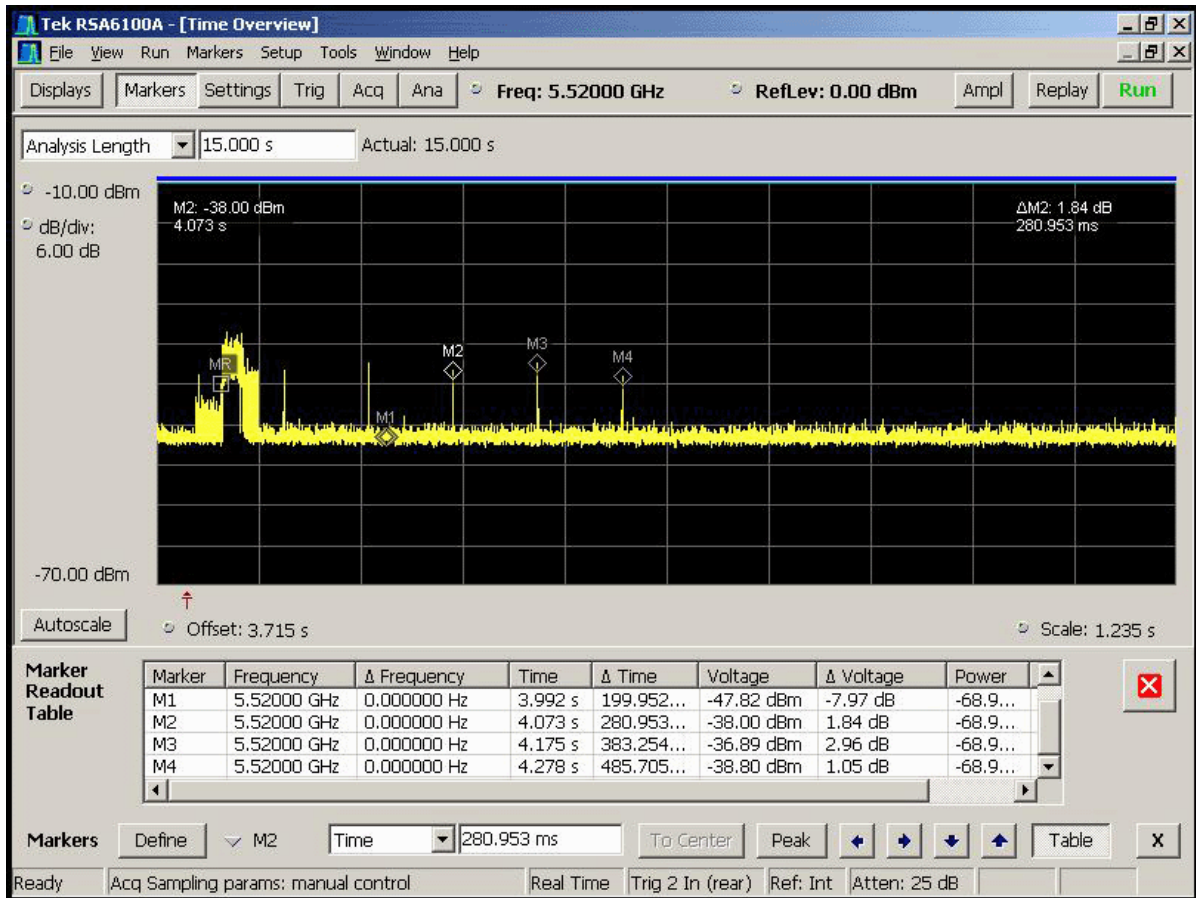 Tek RSA6100A - [Time Overview]
File View Run Markers Setup Tools Window Help
Displays Markers Settings Trig Acq Ana Freq: 5.52000 GHz RefLev: 0.00 dBm Ampl Replay Run
Analysis Length 15.000 s Actual: 15.000 s
-10.00 dBm
dB/div:
6.00 dB
M2: -38.00 dBm
4.073 s
ΔM2: 1.84 dB
280.953 ms
MR
M1
M2
M3
M4
-70.00 dBm
Autoscale Offset: 3.715 s Scale: 1.235 s
Marker Readout Table
Marker Frequency Δ Frequency Time Δ Time Voltage Δ Voltage Power
M1 5.52000 GHz 0.000000 Hz 3.992 s 199.952... -47.82 dBm -7.97 dB -68.9...
M2 5.52000 GHz 0.000000 Hz 4.073 s 280.953... -38.00 dBm 1.84 dB -68.9...
M3 5.52000 GHz 0.000000 Hz 4.175 s 383.254... -36.89 dBm 2.96 dB -68.9...
M4 5.52000 GHz 0.000000 Hz 4.278 s 485.705... -38.80 dBm 1.05 dB -68.9...
Markers Define M2 Time 280.953 ms To Center Peak Table X
Ready Acq Sampling params: manual control Real Time Trig 2 In (rear) Ref: Int Atten: 25 dB